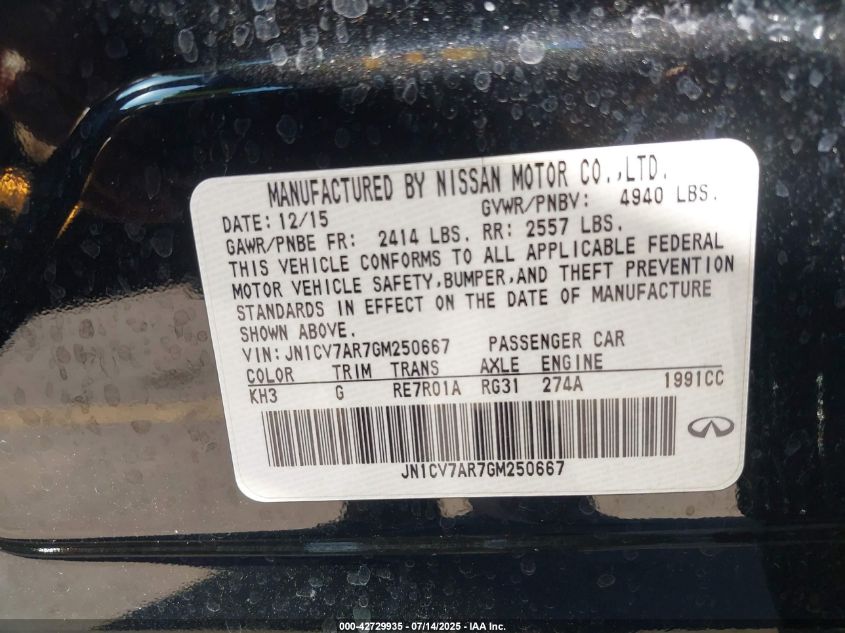 MANUFACTURED BY NISSAN MOTOR CO.,LTD.
DATE: 12/15 GVWR/PNBV: 4940 LBS.
GAWR/PNBE FR: 2414 LBS. RR: 2557 LBS.
THIS VEHICLE CONFORMS TO ALL APPLICABLE FEDERAL
MOTOR VEHICLE SAFETY,BUMPER,AND THEFT PREVENTION
STANDARDS IN EFFECT ON THE DATE OF MANUFACTURE
SHOWN ABOVE.
VIN: JN1CV7AR7GM250667 PASSENGER CAR
COLOR TRIM TRANS AXLE ENGINE
KH3 G RE7R01A RG31 274A 1991CC
JN1CV7AR7GM250667
000-42729935 - 07/14/2025 - IAA Inc.